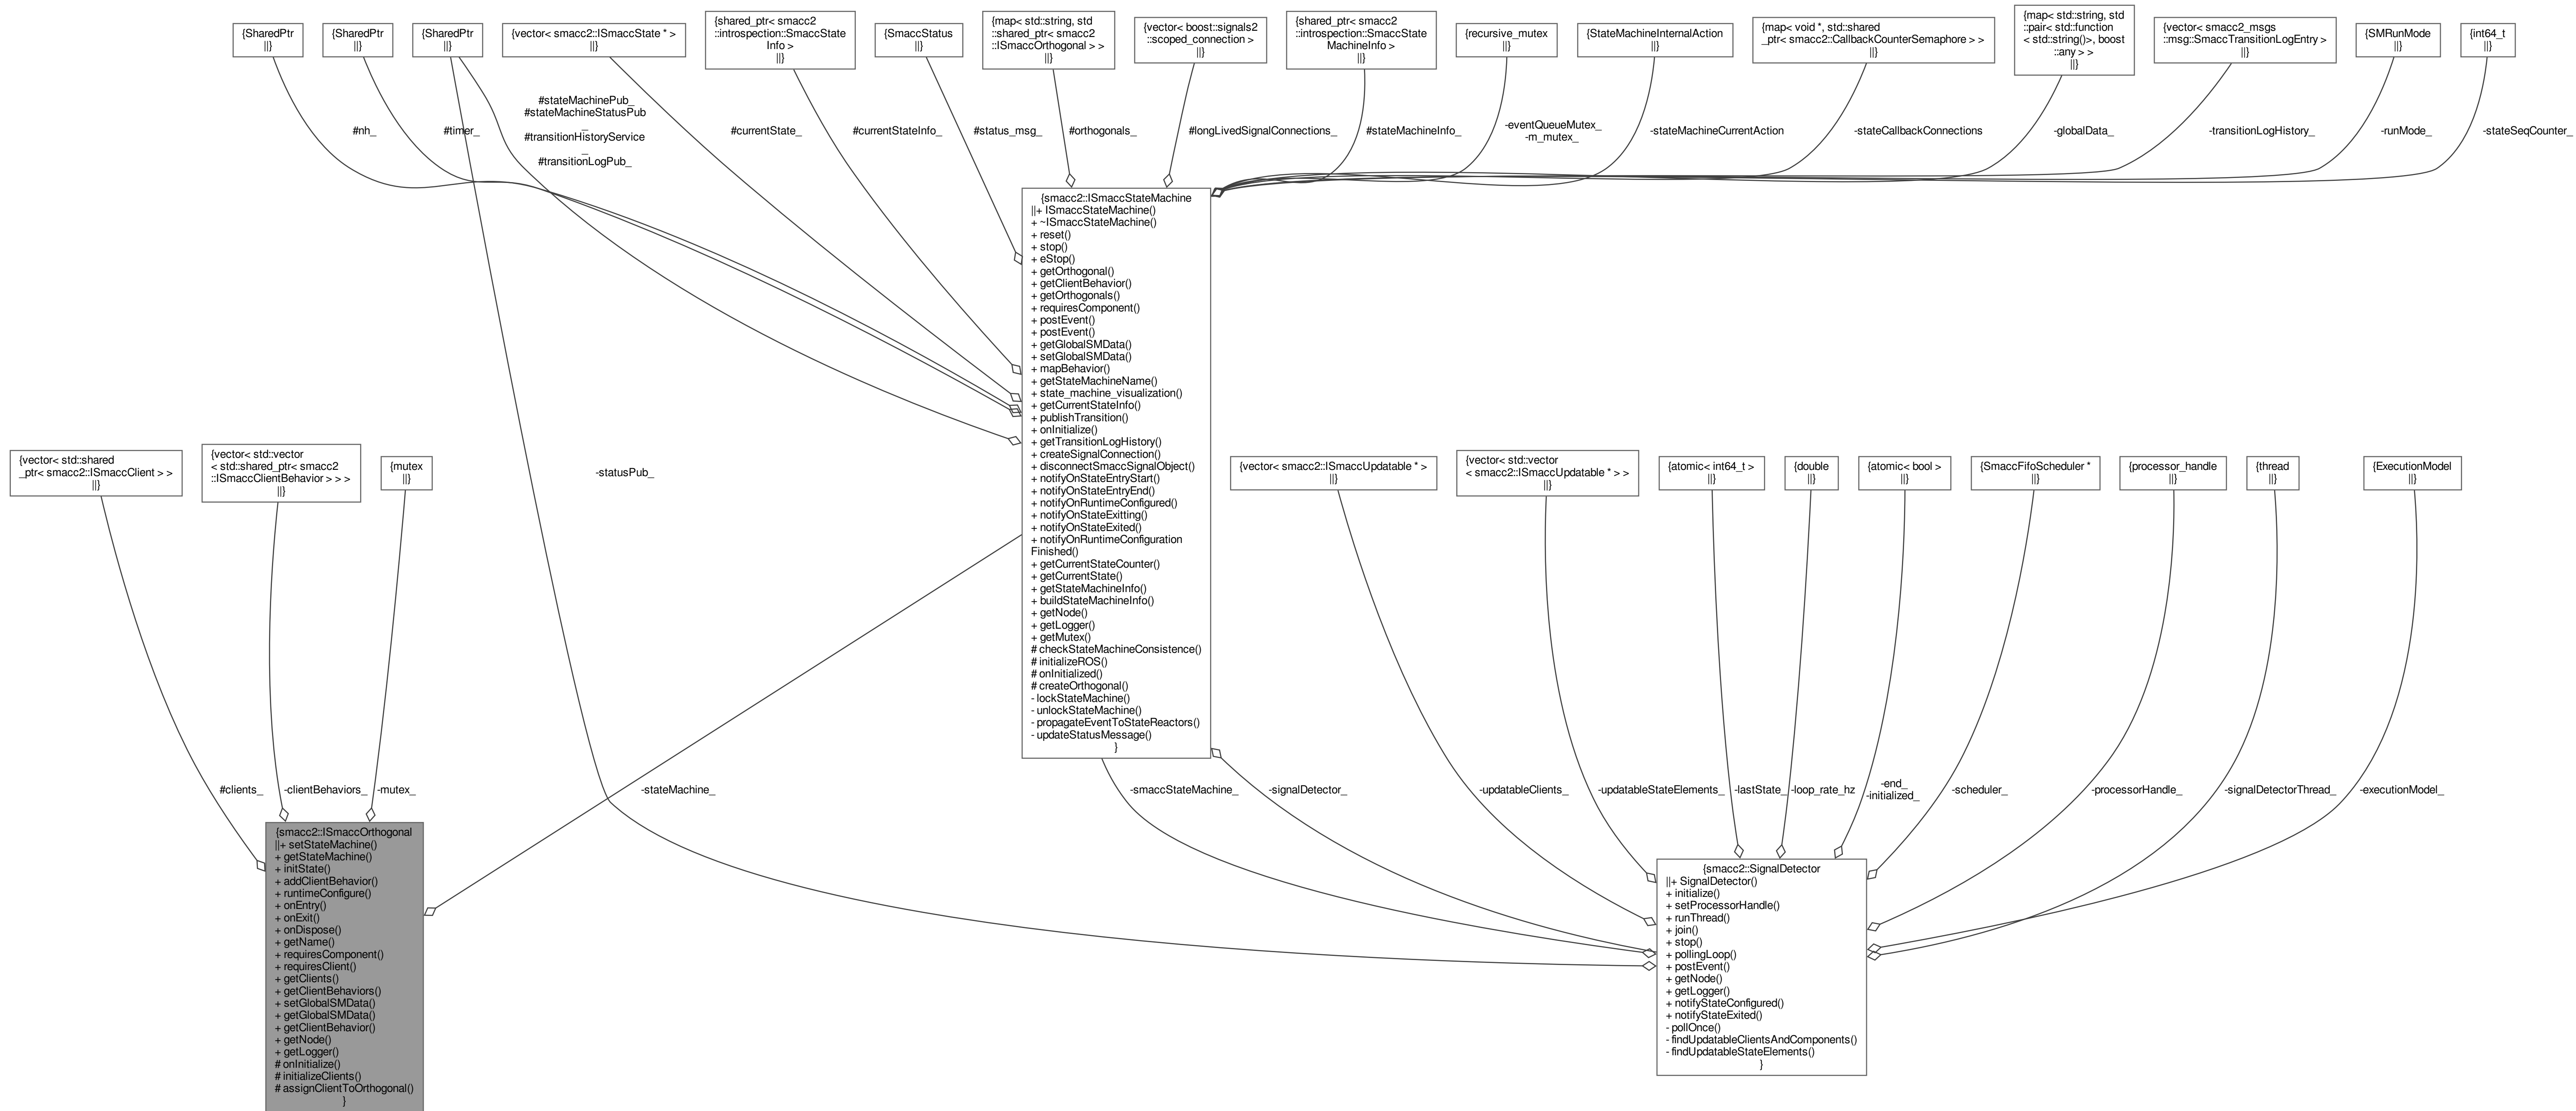 {SharedPtr
||}
{SharedPtr
||}
{SharedPtr
||}
{vector< smacc2::ISmaccState * >
||}
{shared_ptr< smacc2
::introspection::SmaccState
Info >
||}
{SmaccStatus
||}
{map< std::string, std
::shared_ptr< smacc2
::ISmaccOrthogonal > >
||}
{vector< boost::signals2
::scoped_connection >
||}
{shared_ptr< smacc2
::introspection::SmaccState
MachineInfo >
||}
{recursive_mutex
||}
{StateMachineInternalAction
||}
{map< void *, std::shared
_ptr< smacc2::CallbackCounterSemaphore > >
||}
{map< std::string, std
::pair< std::function
< std::string()>, boost
::any > >
||}
{vector< smacc2_msgs
::msg::SmaccTransitionLogEntry >
||}
{SMRunMode
||}
{int64_t
||}
#nh_
#timer_
#stateMachinePub_
#stateMachineStatusPub
_
#transitionHistoryService
_
#transitionLogPub_
#currentState_
#currentStateInfo_
#status_msg_
#orthogonals_
#longLivedSignalConnections_
#stateMachineInfo_
-eventQueueMutex_
-m_mutex_
-stateMachineCurrentAction
-stateCallbackConnections
-globalData_
-transitionLogHistory_
-runMode_
-stateSeqCounter_
{smacc2::ISmaccStateMachine
||+ ISmaccStateMachine()
+ ~ISmaccStateMachine()
+ reset()
+ stop()
+ eStop()
+ getOrthogonal()
+ getClientBehavior()
+ getOrthogonals()
+ requiresComponent()
+ postEvent()
+ postEvent()
+ getGlobalSMData()
+ setGlobalSMData()
+ mapBehavior()
+ getStateMachineName()
+ state_machine_visualization()
+ getCurrentStateInfo()
+ publishTransition()
+ onInitialize()
+ getTransitionLogHistory()
+ createSignalConnection()
+ disconnectSmaccSignalObject()
+ notifyOnStateEntryStart()
+ notifyOnStateEntryEnd()
+ notifyOnRuntimeConfigured()
+ notifyOnStateExitting()
+ notifyOnStateExited()
+ notifyOnRuntimeConfiguration
Finished()
+ getCurrentStateCounter()
+ getCurrentState()
+ getStateMachineInfo()
+ buildStateMachineInfo()
+ getNode()
+ getLogger()
+ getMutex()
# checkStateMachineConsistence()
# initializeROS()
# onInitialized()
# createOrthogonal()
- lockStateMachine()
- unlockStateMachine()
- propagateEventToStateReactors()
- updateStatusMessage()
}
{vector< std::shared
_ptr< smacc2::ISmaccClient > >
||}
{vector< std::vector
< std::shared_ptr< smacc2
::ISmaccClientBehavior > > >
||}
{mutex
||}
-statusPub_
{vector< smacc2::ISmaccUpdatable * >
||}
{vector< std::vector
< smacc2::ISmaccUpdatable * > >
||}
{atomic< int64_t >
||}
{double
||}
{atomic< bool >
||}
{SmaccFifoScheduler *
||}
{processor_handle
||}
{thread
||}
{ExecutionModel
||}
#clients_
-clientBehaviors_
-mutex_
-stateMachine_
-smaccStateMachine_
-signalDetector_
-updatableClients_
-updatableStateElements_
-lastState_
-loop_rate_hz
-end_
-initialized_
-scheduler_
-processorHandle_
-signalDetectorThread_
-executionModel_
{smacc2::ISmaccOrthogonal
||+ setStateMachine()
+ getStateMachine()
+ initState()
+ addClientBehavior()
+ runtimeConfigure()
+ onEntry()
+ onExit()
+ onDispose()
+ getName()
+ requiresComponent()
+ requiresClient()
+ getClients()
+ getClientBehaviors()
+ setGlobalSMData()
+ getGlobalSMData()
+ getClientBehavior()
+ getNode()
+ getLogger()
# onInitialize()
# initializeClients()
# assignClientToOrthogonal()
}
{smacc2::SignalDetector
||+ SignalDetector()
+ initialize()
+ setProcessorHandle()
+ runThread()
+ join()
+ stop()
+ pollingLoop()
+ postEvent()
+ getNode()
+ getLogger()
+ notifyStateConfigured()
+ notifyStateExited()
- pollOnce()
- findUpdatableClientsAndComponents()
- findUpdatableStateElements()
}